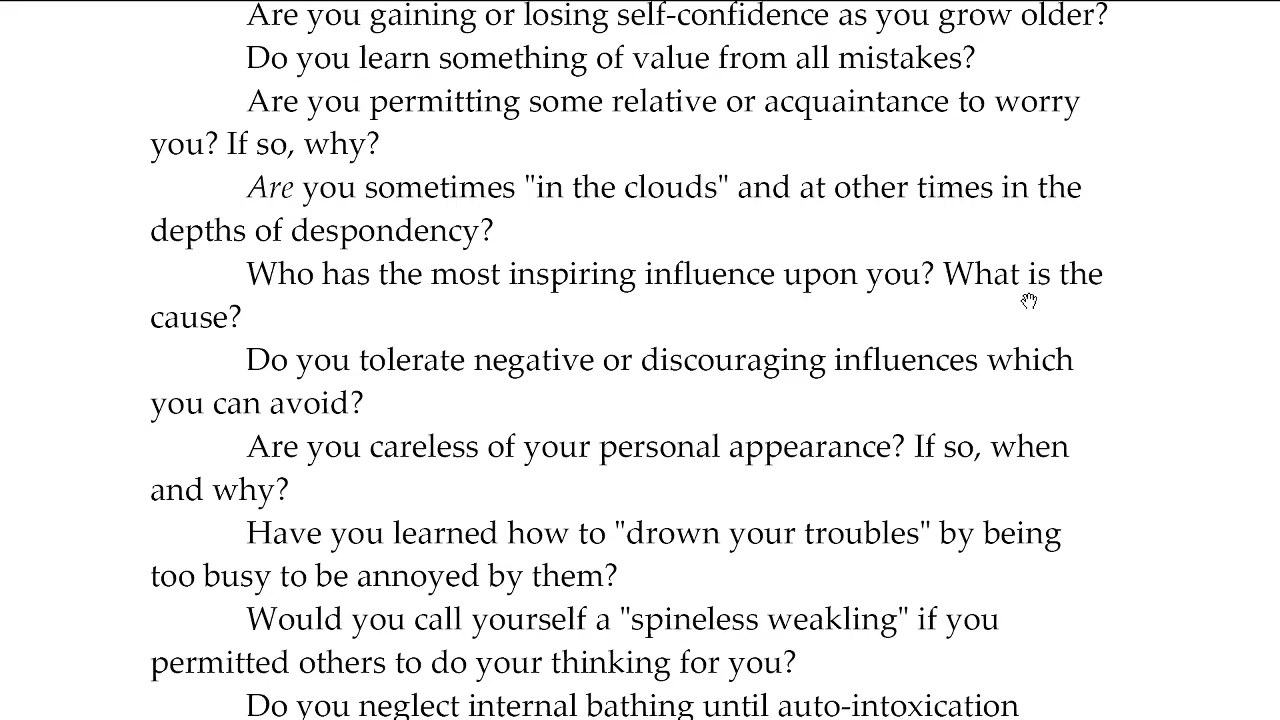 Are you gaining or losing self-confidence as you grow older?
Do you learn something of value from all mistakes?
Are you permitting some relative or acquaintance to worry
you? If so, why?
Are you sometimes "in the clouds" and at other times in the
depths of despondency?
Who has the most inspiring influence upon you? What is the
cause?
Do you tolerate negative or discouraging influences which
you can avoid?
Are you careless of your personal appearance? If so, when
and why?
Have you learned how to "drown your troubles" by being
too busy to be annoyed by them?
Would you call yourself a "spineless weakling" if you
permitted others to do your thinking for you?
Do you neglect internal bathing until auto-intoxication